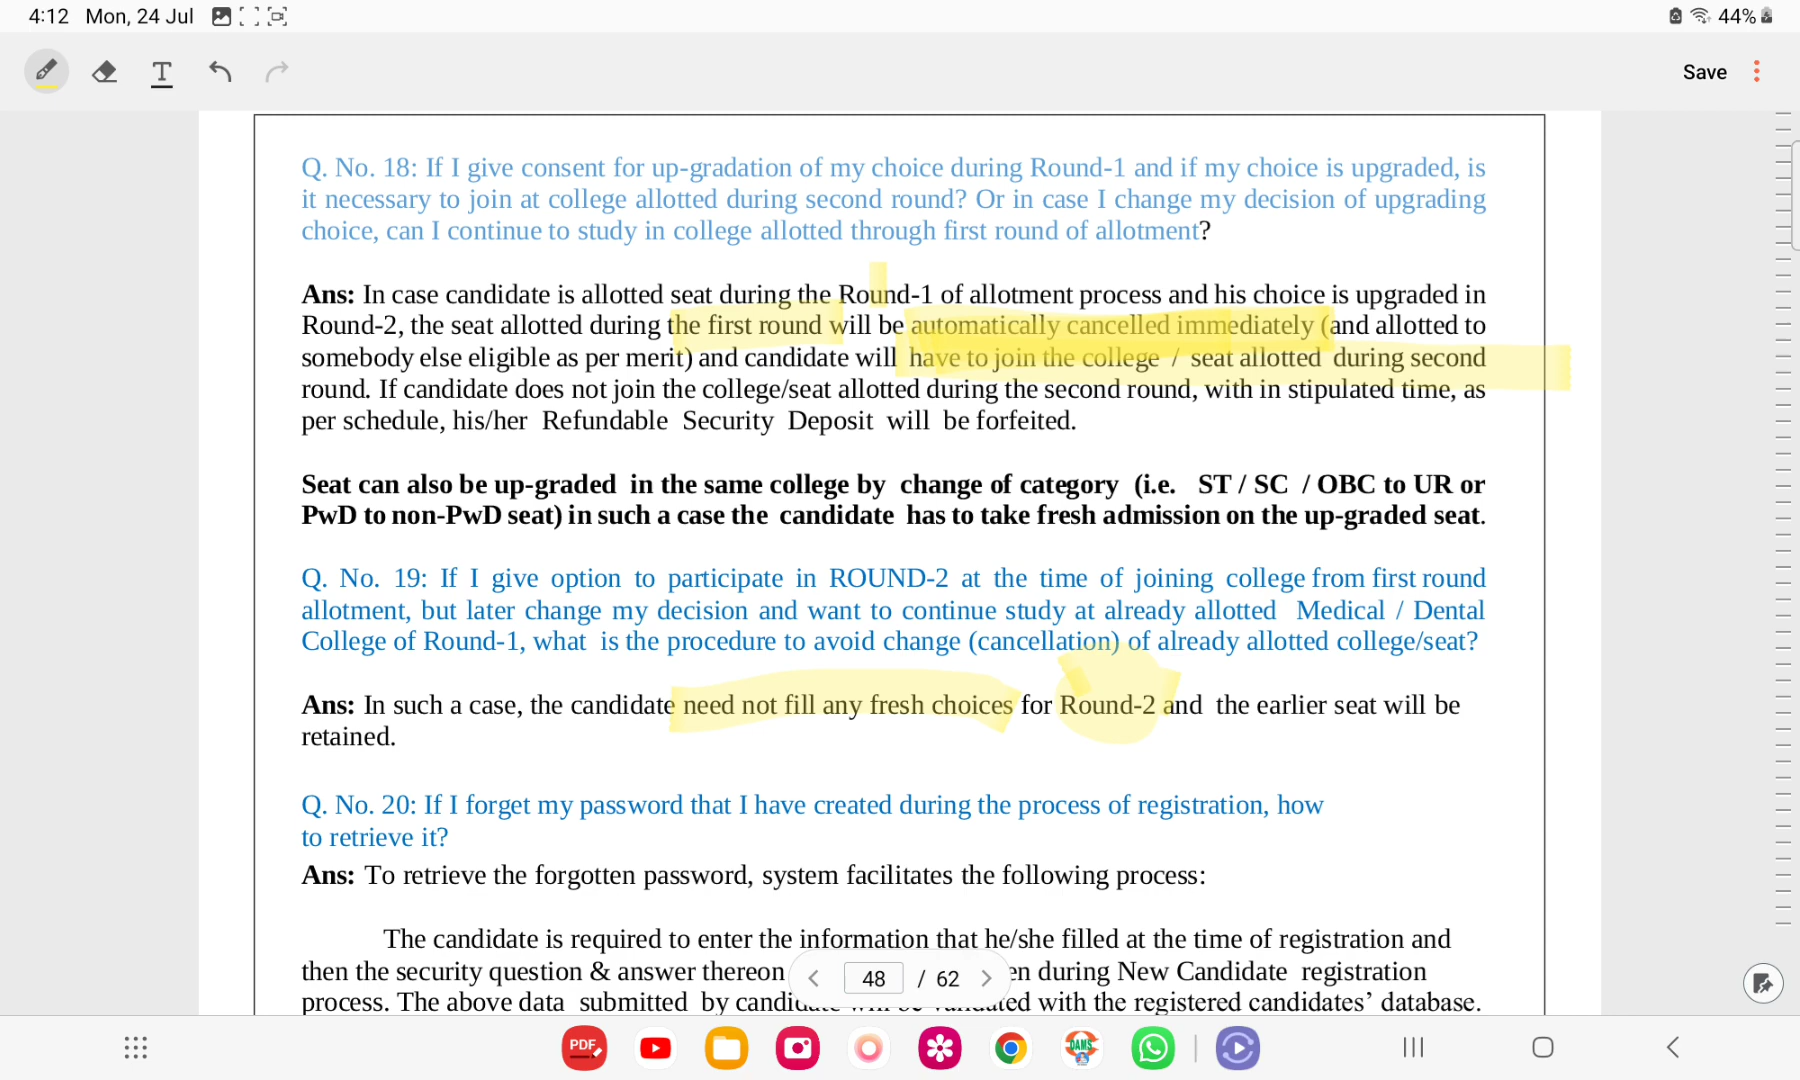 4:12 Mon, 24 Jul
44%
T
Save
Q. No. 18: If I give consent for up-gradation of my choice during Round-1 and if my choice is upgraded, is
it necessary to join at college allotted during second round? Or in case I change my decision of upgrading
choice, can I continue to study in college allotted through first round of allotment?
Ans: In case candidate is allotted seat during the Round-1 of allotment process and his choice is upgraded in
Round-2, the seat allotted during the first round will be automatically cancelled immediately (and allotted to
somebody else eligible as per merit) and candidate will have to join the college / seat allotted during second
round. If candidate does not join the college/seat allotted during the second round, with in stipulated time, as
per schedule, his/her Refundable Security Deposit will be forfeited.
Seat can also be up-graded in the same college by change of category (i.e. ST / SC / OBC to UR or
PwD to non-PwD seat) in such a case the candidate has to take fresh admission on the up-graded seat.
Q. No. 19: If I give option to participate in ROUND-2 at the time of joining college from first round
allotment, but later change my decision and want to continue study at already allotted Medical / Dental
College of Round-1, what is the procedure to avoid change (cancellation) of already allotted college/seat?
Ans: In such a case, the candidate need not fill any fresh choices for Round-2 and the earlier seat will be
retained.
Q. No. 20: If I forget my password that I have created during the process of registration, how
to retrieve it?
Ans: To retrieve the forgotten password, system facilitates the following process:
The candidate is required to enter the information that he/she filled at the time of registration and
then the security question & answer thereon en during New Candidate registration
process. The above data submitted by with the registered candidates' database.
48 / 62
PDF
DAMS